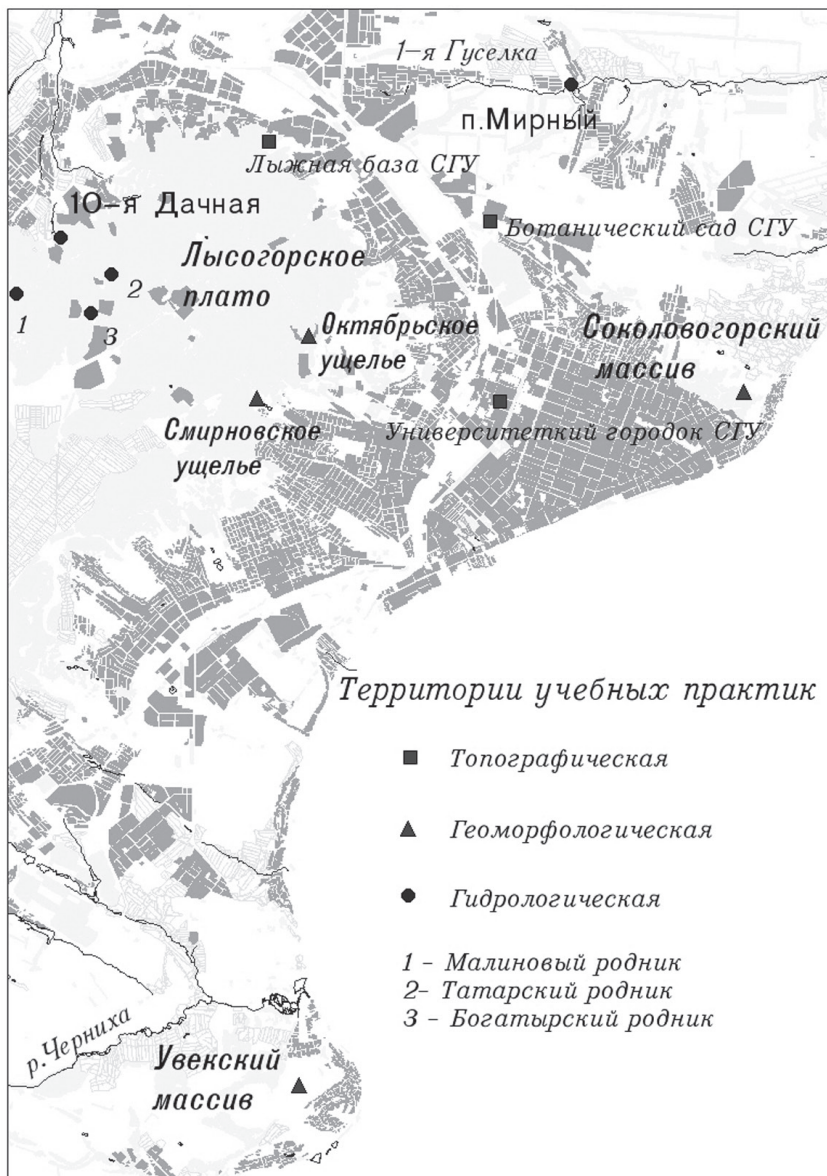 1-я Гуселка
п.Мирный
Лыжная база СГУ
10-я Дачная
Ботанический сад СГУ
Лысогорское
плато
1
2
3
Октябрьское
ущелье
Соколовогорский
массив
Смирновское
ущелье
Университеткий городок СГУ
Территории учебных практик
Топографическая
Геоморфологическая
Гидрологическая
1 - Малиновый родник
2- Татарский родник
3 - Богатырский родник
р.Черниха
Увекский
массив